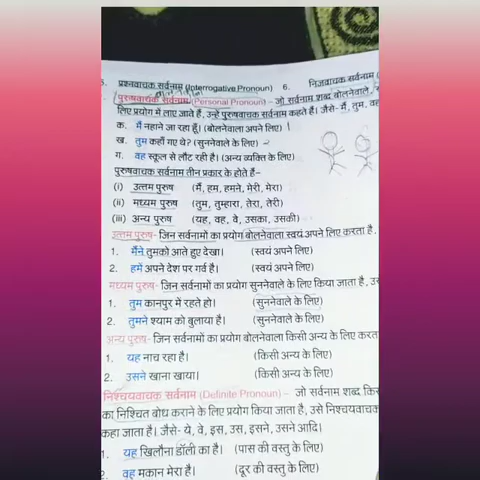 5. प्रश्नवाचक सर्वनाम (Interrogative Pronoun) 6. निजवाचक सर्वनाम
पुरुषवाचक सर्वनाम (Personal Pronoun) – जो सर्वनाम शब्द बोलनेवाले,
लिए प्रयोग में लाए जाते हैं, उन्हें पुरुषवाचक सर्वनाम कहते हैं। जैसे- मैं, तुम, वह
क. मैं नहाने जा रहा हूँ। (बोलनेवाला अपने लिए)
ख. तुम कहाँ गए थे? (सुननेवाले के लिए)
ग. वह स्कूल से लौट रही है। (अन्य व्यक्ति के लिए)
पुरुषवाचक सर्वनाम तीन प्रकार के होते हैं–
(i) उत्तम पुरुष (मैं, हम, हमने, मेरी, मेरा)
(ii) मध्यम पुरुष (तुम, तुम्हारा, तेरा, तेरी)
(iii) अन्य पुरुष (यह, वह, वे, उसका, उसकी)
उत्तम पुरुष- जिन सर्वनामों का प्रयोग बोलनेवाला स्वयं अपने लिए करता है,
1. मैंने तुमको आते हुए देखा। (स्वयं अपने लिए)
2. हमें अपने देश पर गर्व है। (स्वयं अपने लिए)
मध्यम पुरुष- जिन सर्वनामों का प्रयोग सुननेवाले के लिए किया जाता है,
1. तुम कानपुर में रहते हो। (सुननेवाले के लिए)
2. तुमने श्याम को बुलाया है। (सुननेवाले के लिए)
अन्य पुरुष- जिन सर्वनामों का प्रयोग बोलनेवाला किसी अन्य के लिए करता
1. यह नाच रहा है। (किसी अन्य के लिए)
2. उसने खाना खाया। (किसी अन्य के लिए)
निश्चयवाचक सर्वनाम (Definite Pronoun) – जो सर्वनाम शब्द
का निश्चित बोध कराने के लिए प्रयोग किया जाता है, उसे निश्चयवाचक
कहा जाता है। जैसे- ये, वे, इस, उस, इसने, उसने आदि।
1. यह खिलौना डॉली का है। (पास की वस्तु के लिए)
2. वह मकान मेरा है। (दूर की वस्तु के लिए)